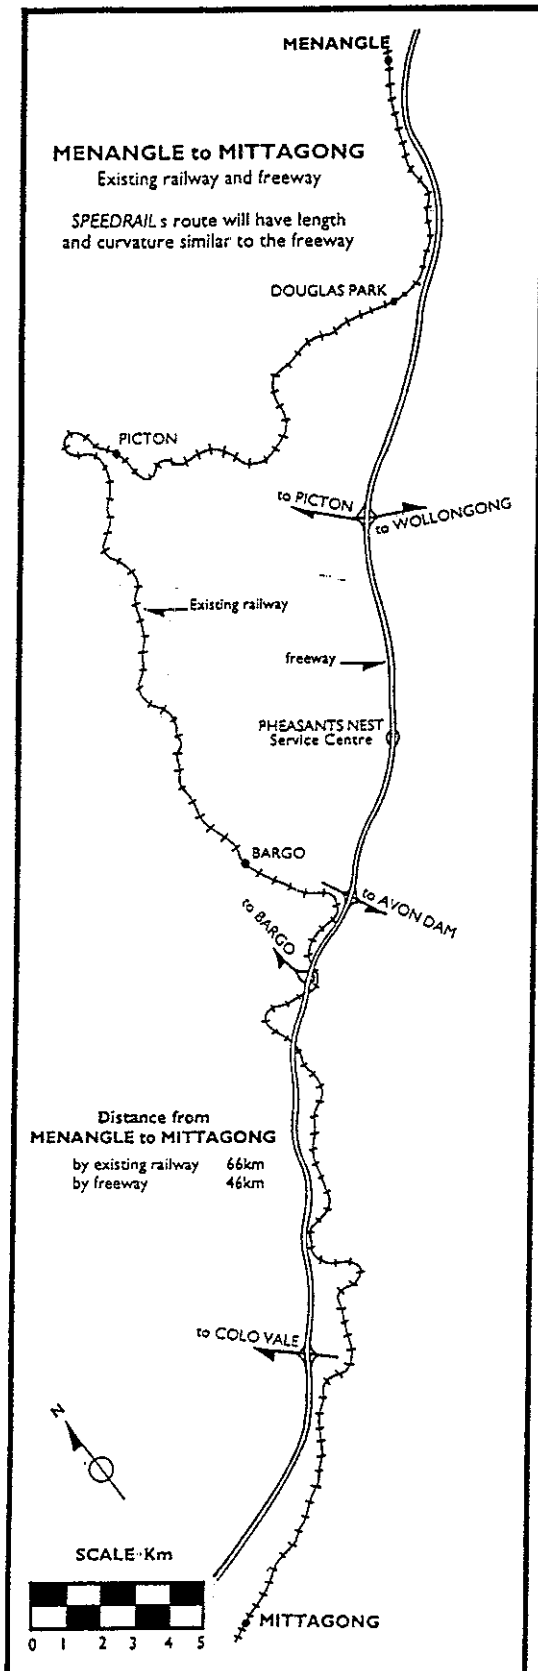 MENANGLE
MENANGLE to MITTAGONG
Existing railway and freeway
SPEEDRAIL s route will have length
and curvature similar to the freeway
DOUGLAS PARK
PICTON
to PICTON
to WOLLONGONG
Existing railway
freeway
PHEASANTS NEST
Service Centre
BARGO
to AVON DAM
to BARGO
Distance from
MENANGLE to MITTAGONG
by existing railway 66km
by freeway 46km
to COLO VALE
N
SCALE Km
0 1 2 3 4 5
MITTAGONG